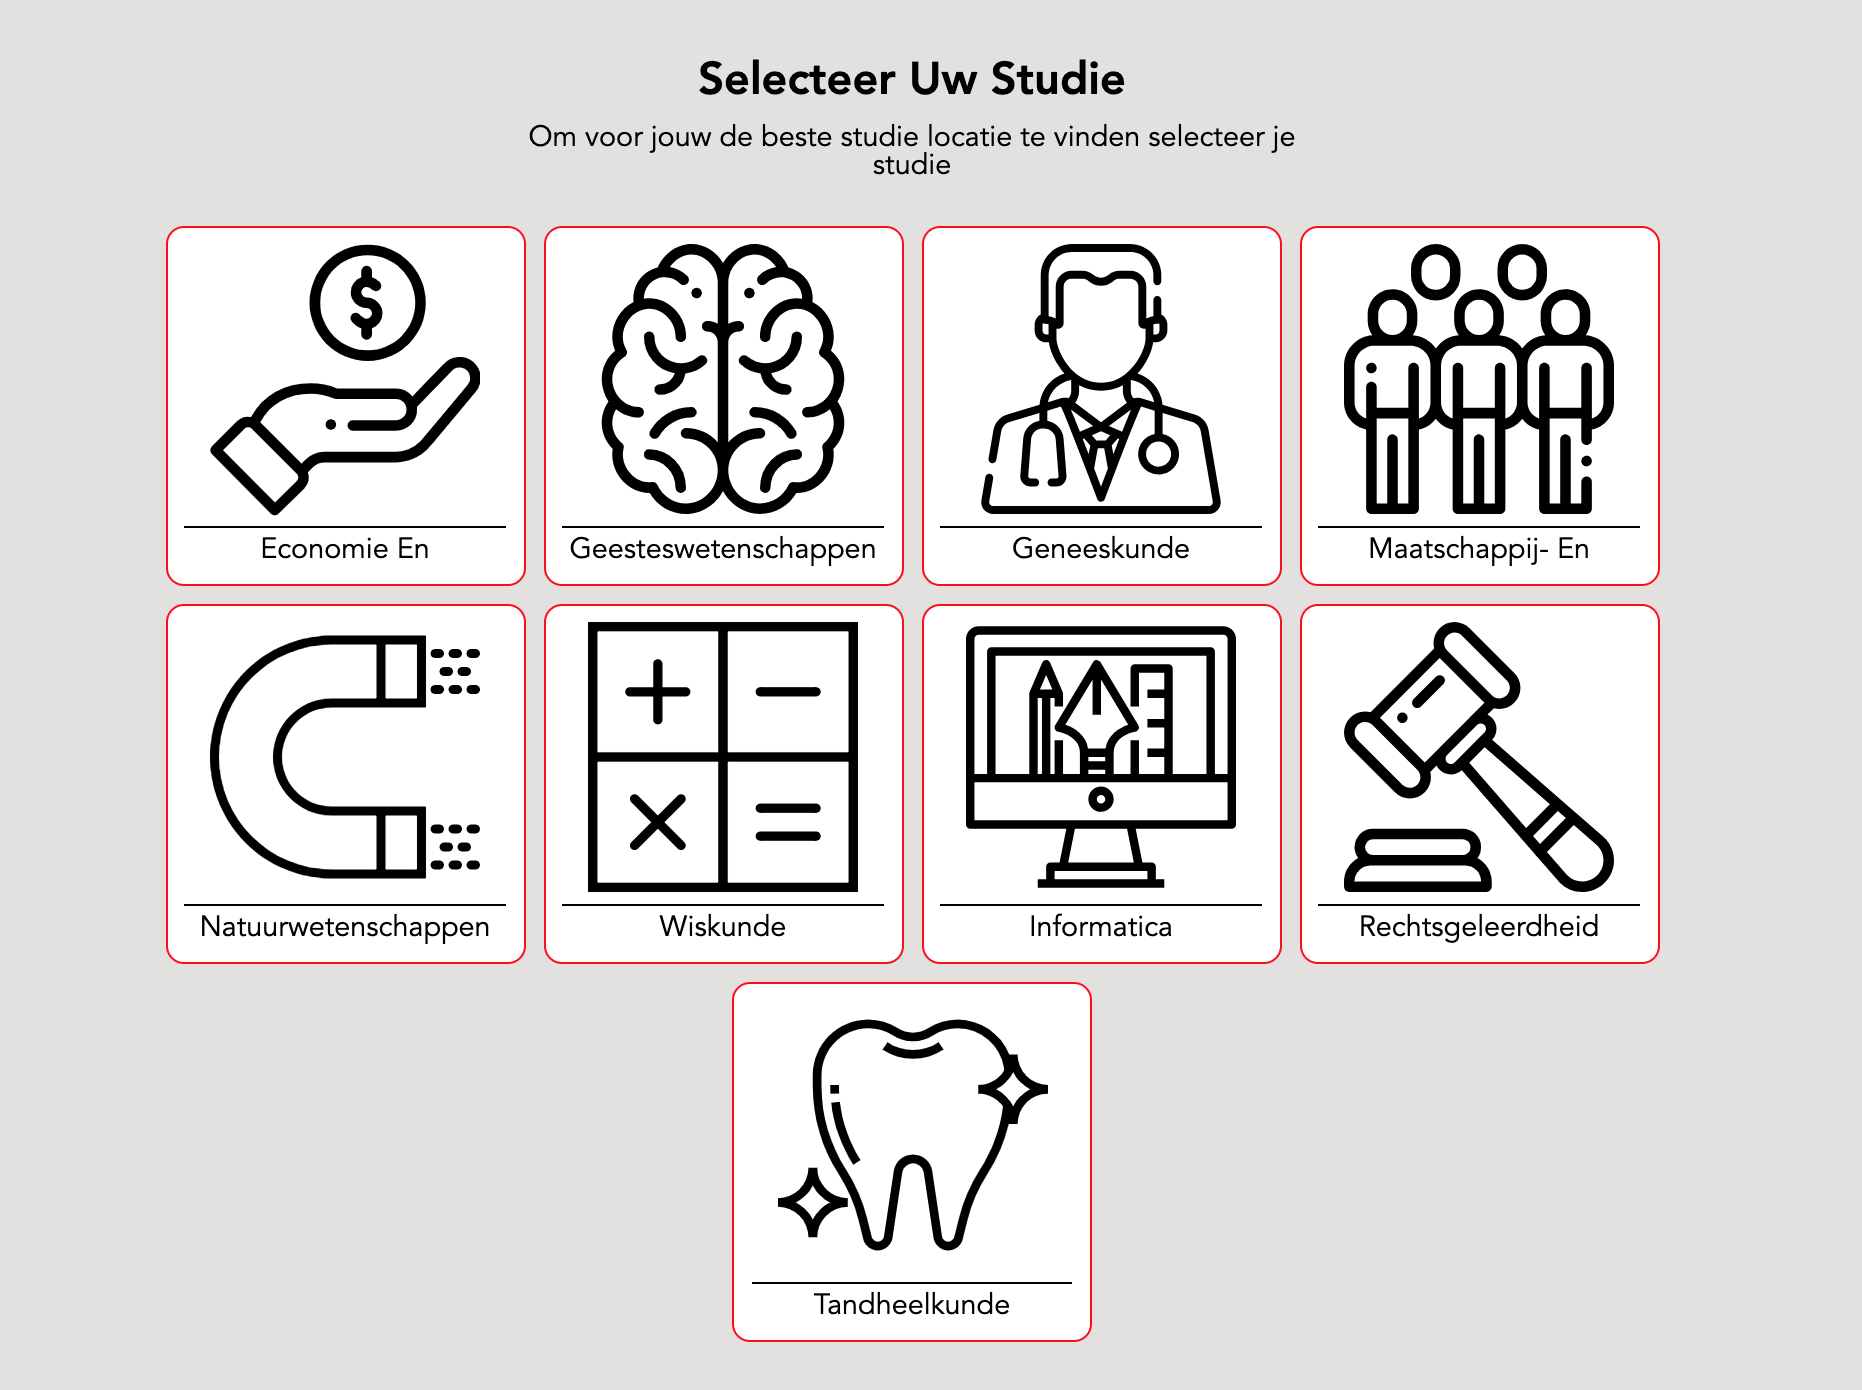 Selecteer Uw Studie
Om voor jouw de beste studie locatie te vinden selecteer je
studie
$
Economie En
Geesteswetenschappen
Geneeskunde
Maatschappij- En
Natuurwetenschappen
Wiskunde
Informatica
Rechtsgeleerdheid
Tandheelkunde